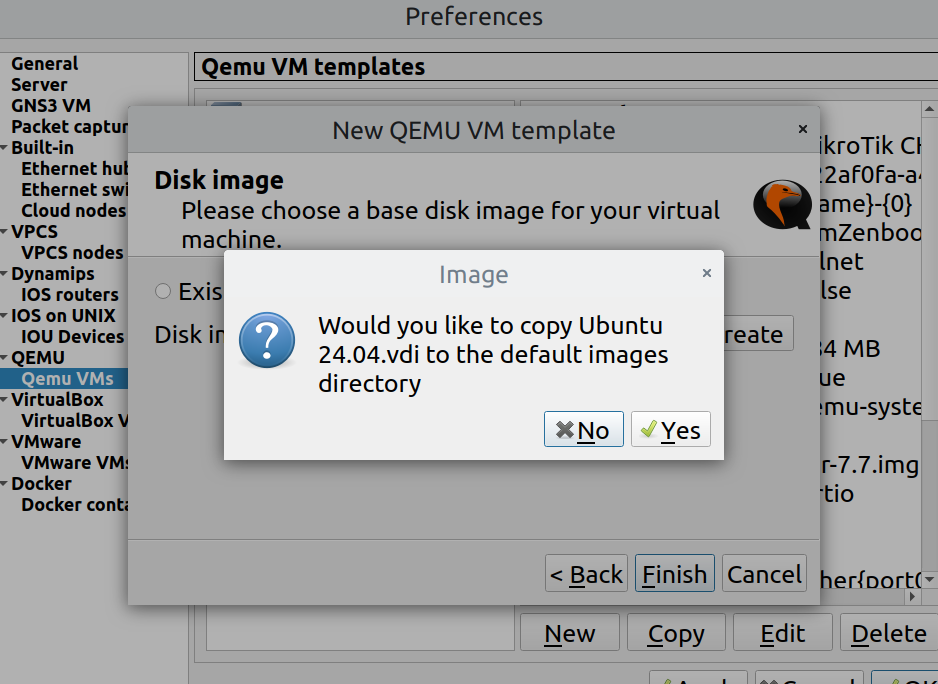 Preferences
General
Server
GNS3 VM
Packet captur
Built-in
Ethernet hub
Ethernet swi
Cloud nodes
VPCS
VPCS nodes
Dynamips
IOS routers
IOS on UNIX
IOU Devices
QEMU
Qemu VMs
VirtualBox
VirtualBox V
VMware
VMware VMs
Docker
Docker conta
Qemu VM templates
ikroTik CH
22af0fa-a4
ame}-{0}
mZenboo
lnet
lse
34 MB
ue
emu-syste
r-7.7.img
rtio
her{port0
New QEMU VM template
Disk image
Please choose a base disk image for your virtual
machine.
Exis
Disk in
reate
Image
Would you like to copy Ubuntu
24.04.vdi to the default images
directory
No Yes
< Back Finish Cancel
New Copy Edit Delete